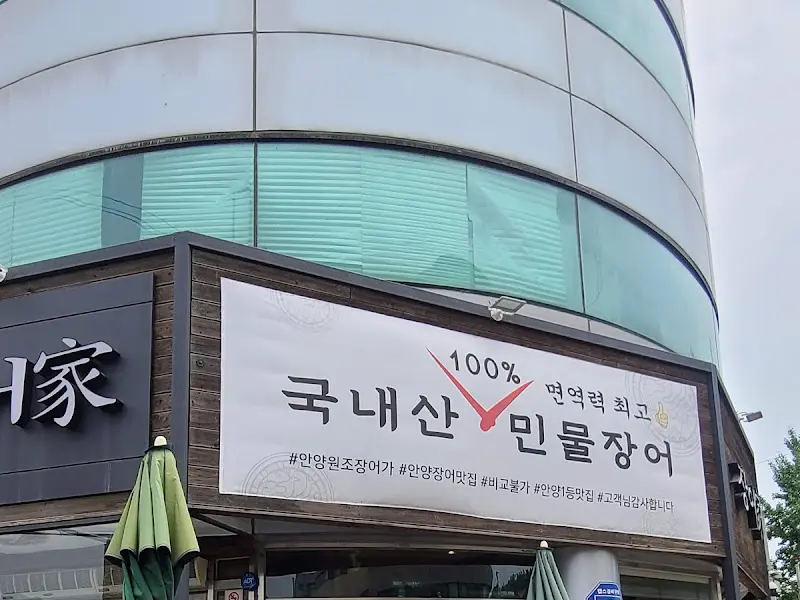 家
100%
면역력 최고
국내산 민물장어
#안양원조장어가 #안양장어맛집 #비교불가 #안양1등맛집 #고객님감사합니다